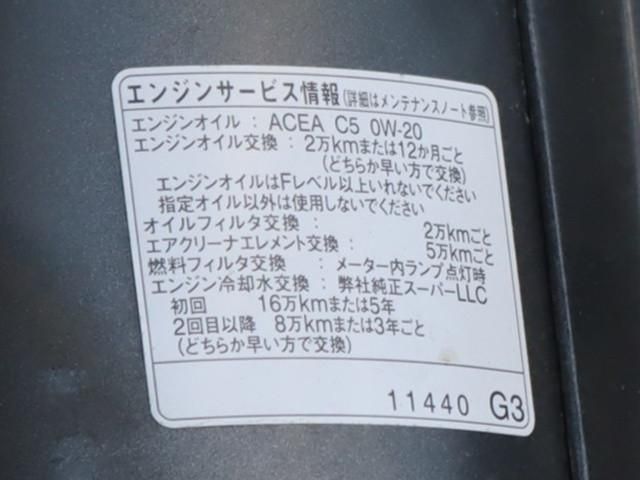 エンジンサービス情報(詳細はメンテナンスノート参照)
エンジンオイル : ACEA C5 0W-20
エンジンオイル交換 : 2万kmまたは12か月ごと
(どちらか早い方で交換)
エンジンオイルはFレベル以上いれないでください
指定オイル以外は使用しないでください
オイルフィルタ交換 : 2万kmごと
エアクリーナエレメント交換 : 5万kmごと
燃料フィルタ交換 : メーター内ランプ点灯時
エンジン冷却水交換 : 弊社純正スーパーLLC
初回 16万kmまたは5年
2回目以降 8万kmまたは3年ごと
(どちらか早い方で交換)
11440 G3